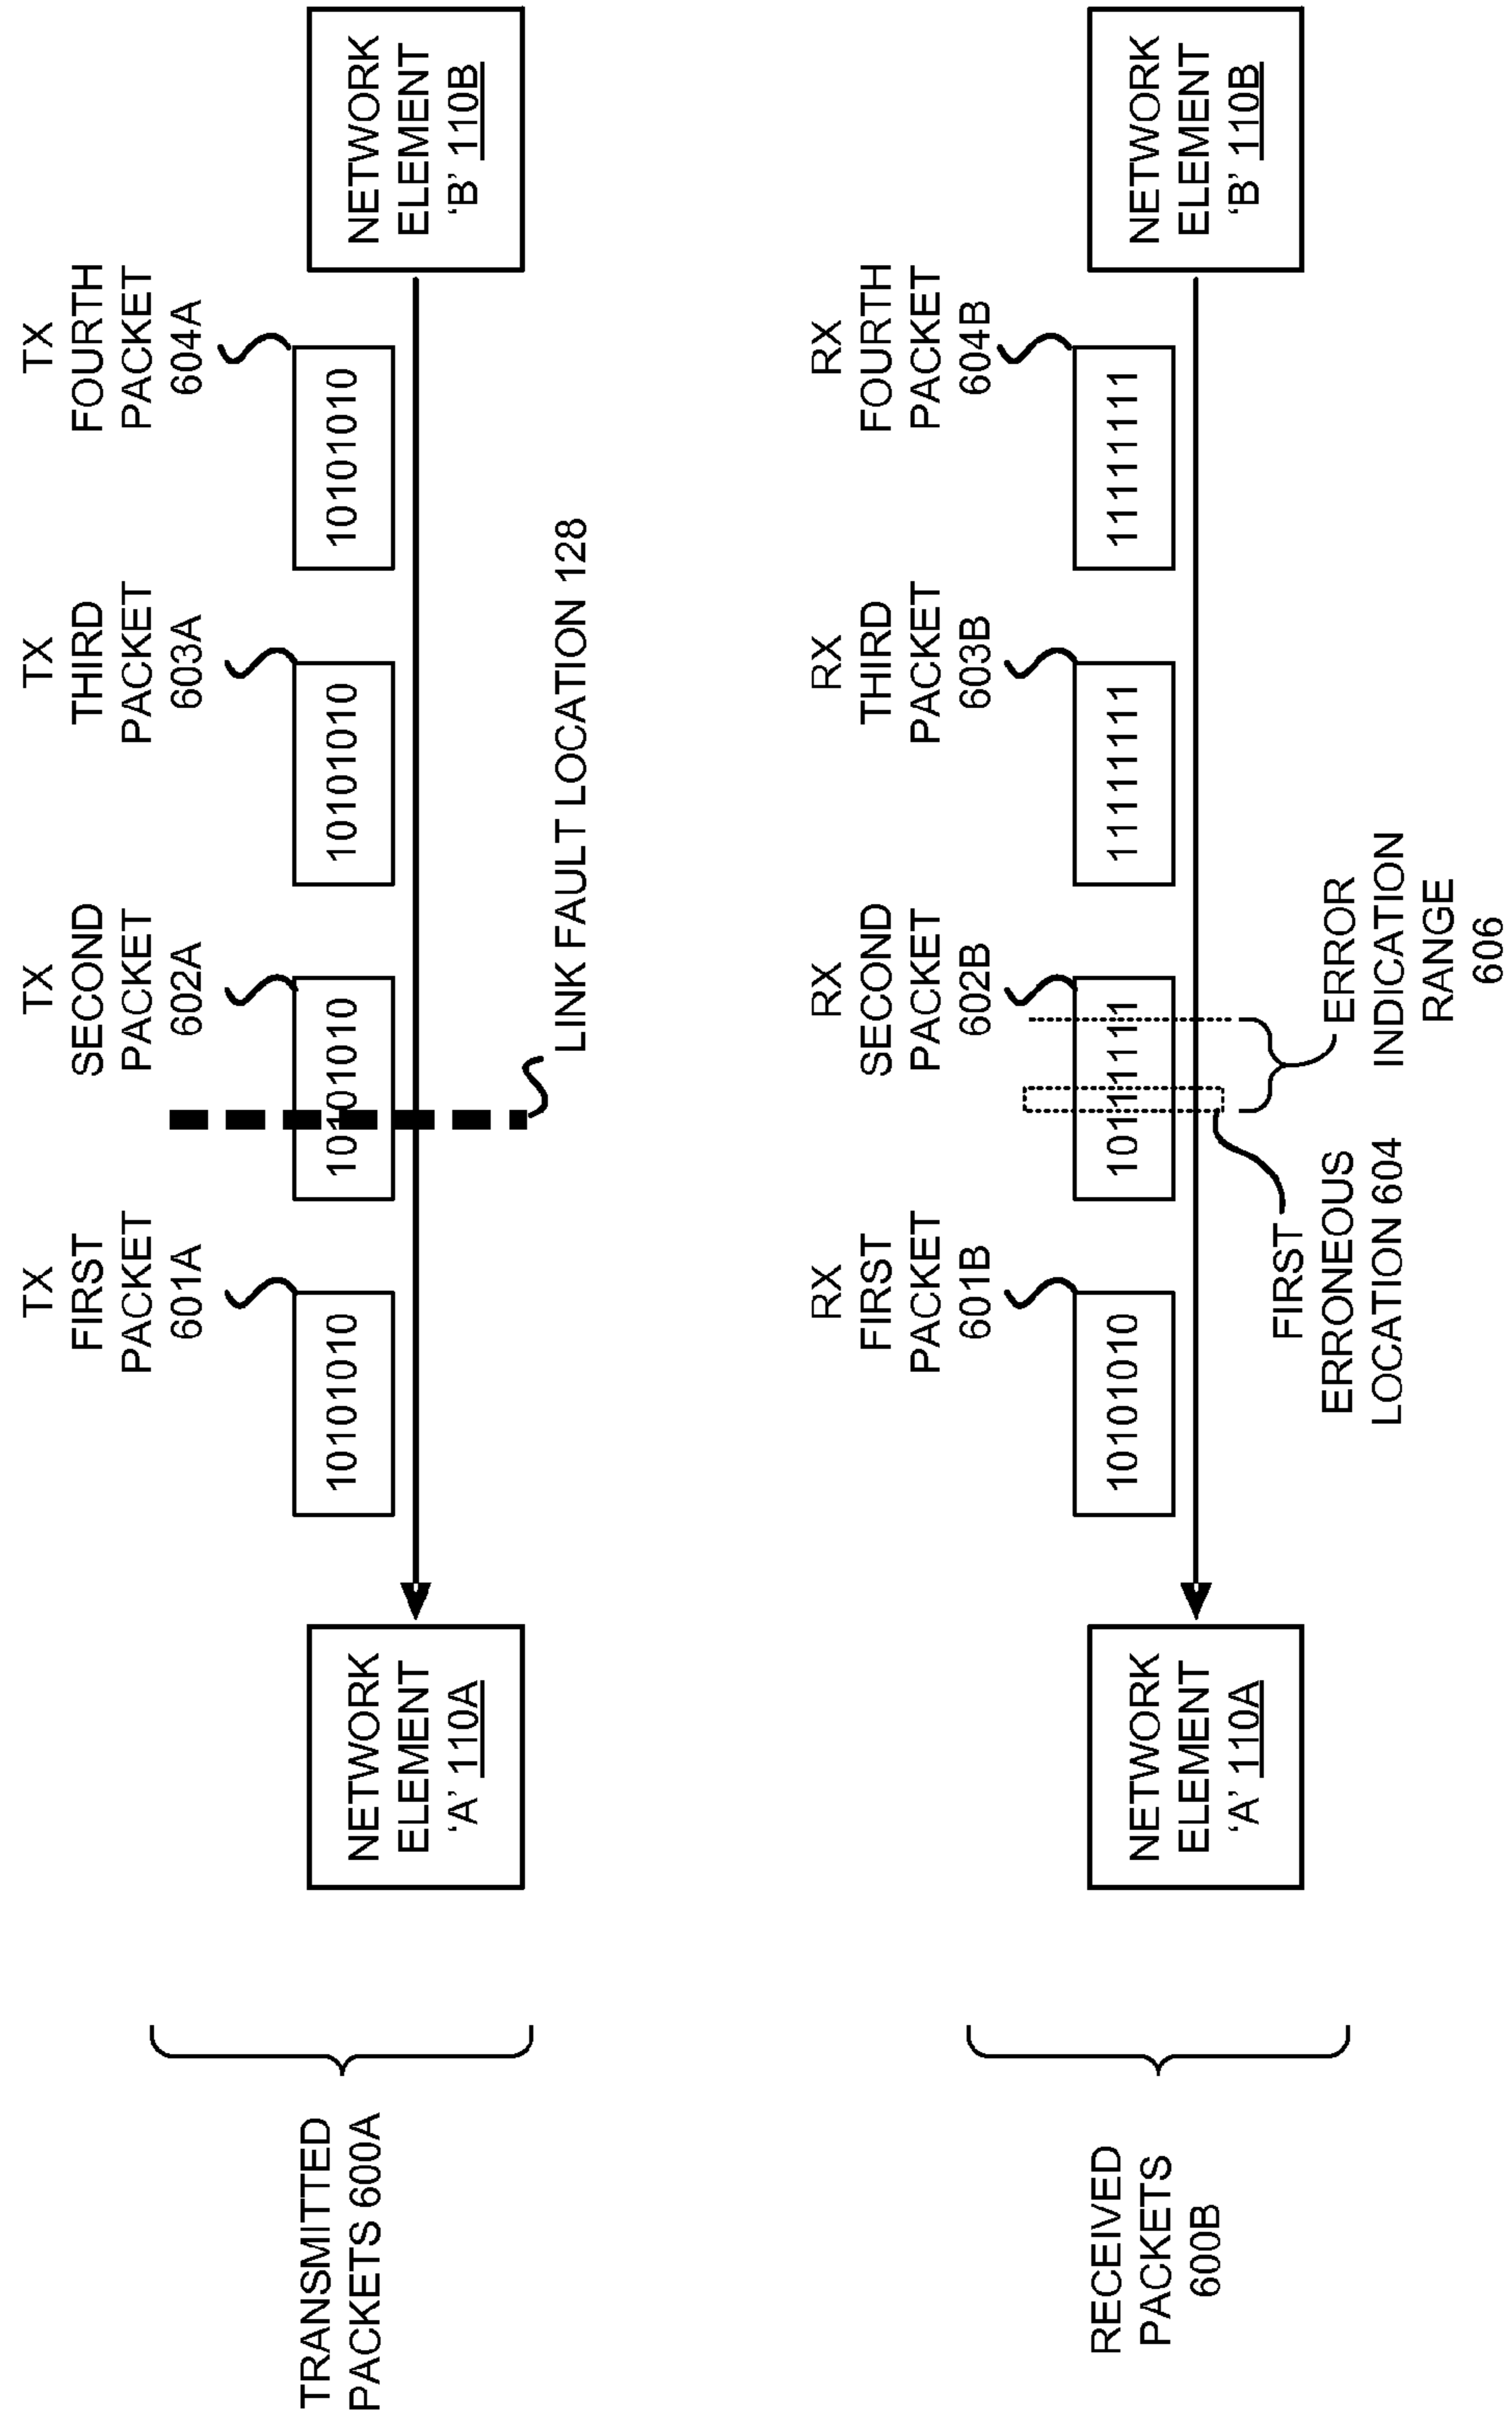 TRANSMITTED
PACKETS 600A
NETWORK
ELEMENT
'A' 110A
TX
FIRST
PACKET
601A
10101010
TX
SECOND
PACKET
602A
10101010
TX
THIRD
PACKET
603A
10101010
TX
FOURTH
PACKET
604A
10101010
NETWORK
ELEMENT
'B' 110B
LINK FAULT LOCATION 128
RECEIVED
PACKETS
600B
NETWORK
ELEMENT
'A' 110A
RX
FIRST
PACKET
601B
10101010
RX
SECOND
PACKET
602B
10111111
RX
THIRD
PACKET
603B
11111111
RX
FOURTH
PACKET
604B
11111111
NETWORK
ELEMENT
'B' 110B
FIRST
ERRONEOUS
LOCATION 604
ERROR
INDICATION
RANGE
606